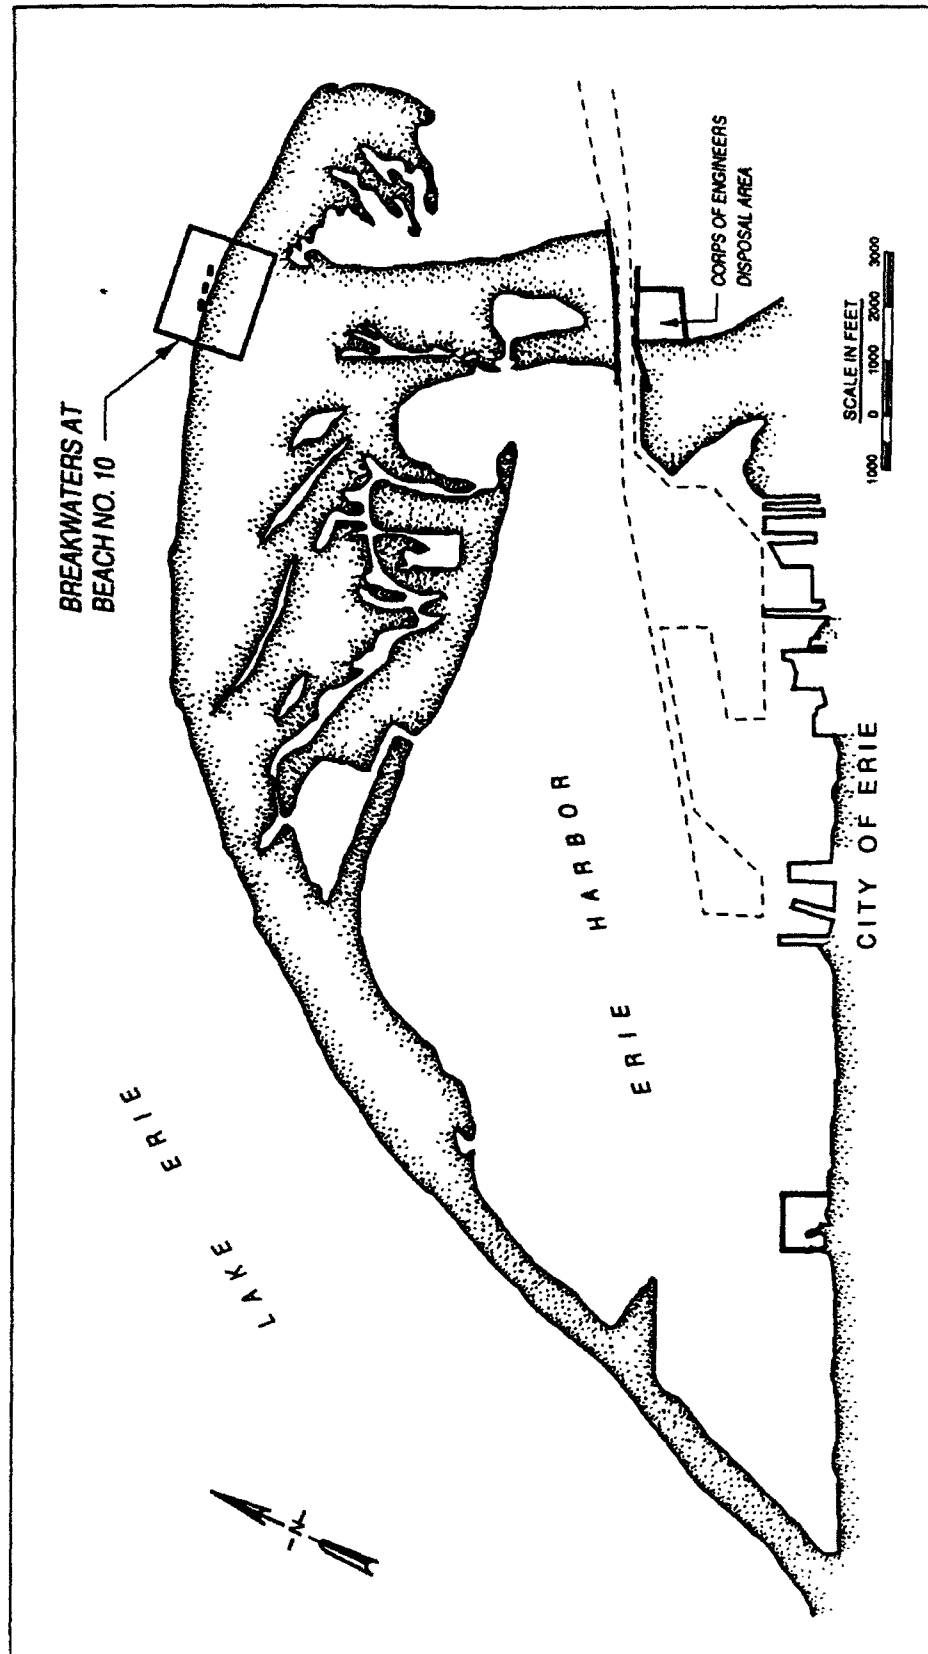 BREAKWATERS AT
BEACH NO. 10
LAKE ERIE
ERIE HARBOR
CORPS OF ENGINEERS
DISPOSAL AREA
CITY OF ERIE
SCALE IN FEET
1000 0 1000 2000 3000
N